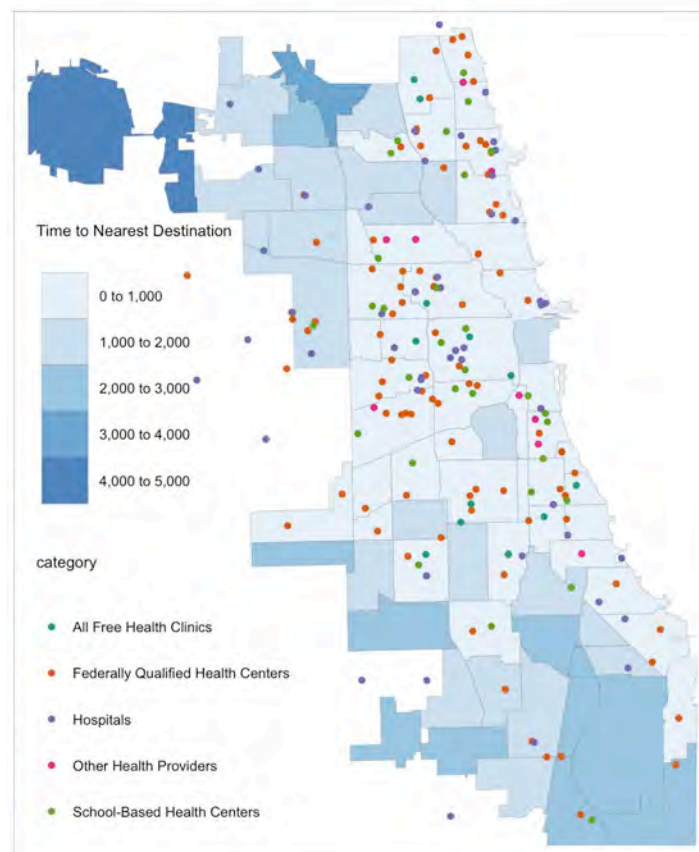 Time to Nearest Destination
0 to 1,000
1,000 to 2,000
2,000 to 3,000
3,000 to 4,000
4,000 to 5,000
category
All Free Health Clinics
Federally Qualified Health Centers
Hospitals
Other Health Providers
School-Based Health Centers